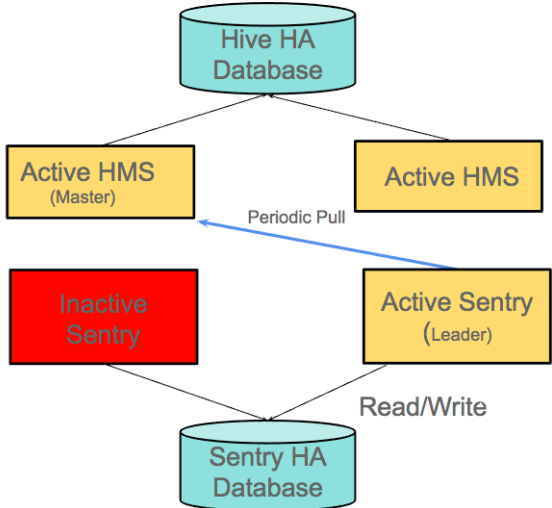 Hive HA
Database
Active HMS
(Master)
Active HMS
Periodic Pull
Inactive
Sentry
Active Sentry
(Leader)
Read/Write
Sentry HA
Database